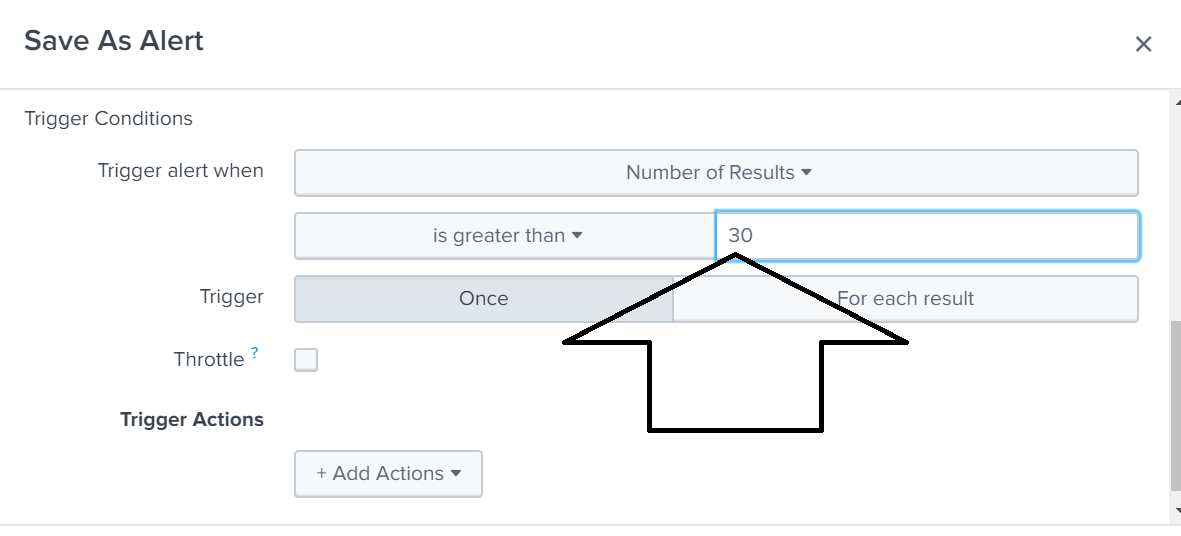 Save As Alert
Trigger Conditions
Trigger alert when
Number of Results
is greater than
30
Trigger
Once
For each result
Throttle ?
Trigger Actions
+ Add Actions